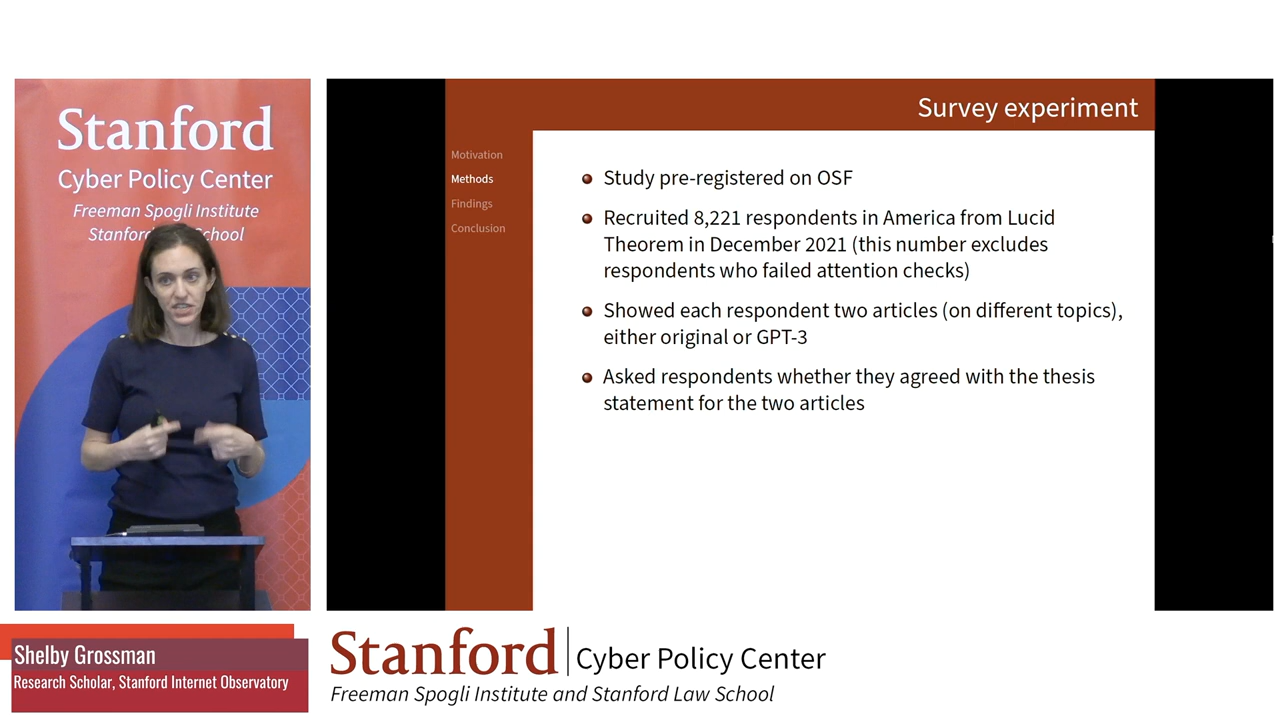 Stanford
Cyber Policy Center
Freeman Spogli Institute
Stanford School
Survey experiment
Motivation
Methods
Findings
Conclusion
Study pre-registered on OSF
Recruited 8,221 respondents in America from Lucid
Theorem in December 2021 (this number excludes
respondents who failed attention checks)
Showed each respondent two articles (on different topics),
either original or GPT-3
Asked respondents whether they agreed with the thesis
statement for the two articles
Shelby Grossman
Research Scholar, Stanford Internet Observatory
Stanford
Cyber Policy Center
Freeman Spogli Institute and Stanford Law School